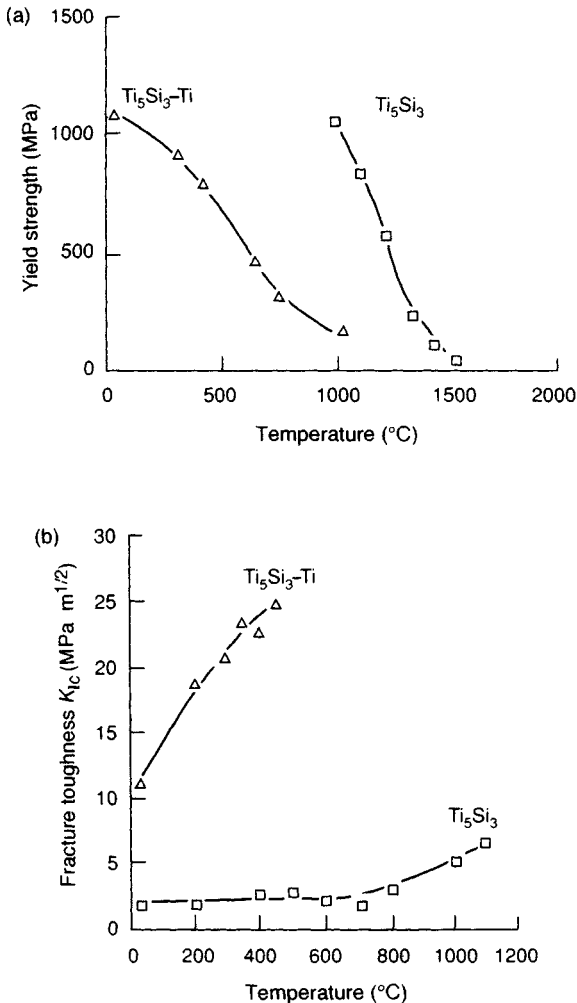 (a)
1500
1000
500
0
Yield strength (MPa)
Ti₅Si₃–Ti
Ti₅Si₃
0
500
1000
1500
2000
Temperature (°C)
(b)
30
25
20
15
10
5
0
Fracture toughness K_Ic (MPa m^1/2)
Ti₅Si₃–Ti
Ti₅Si₃
0
200
400
600
800
1000
1200
Temperature (°C)